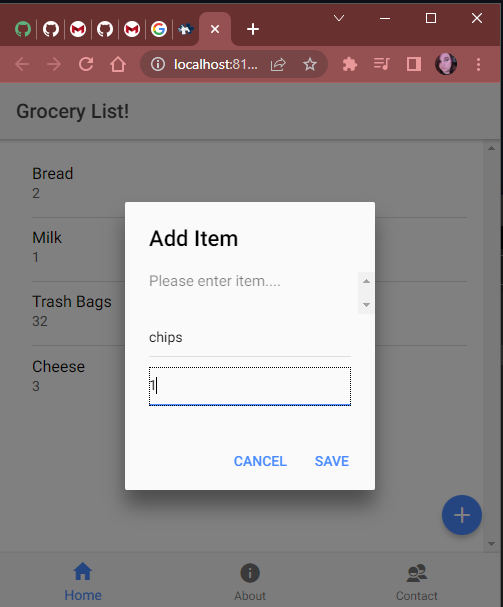 localhost:81...
Grocery List!
Bread
2
Milk
1
Trash Bags
32
Cheese
3
Add Item
Please enter item....
chips
1
CANCEL SAVE
Home About Contact